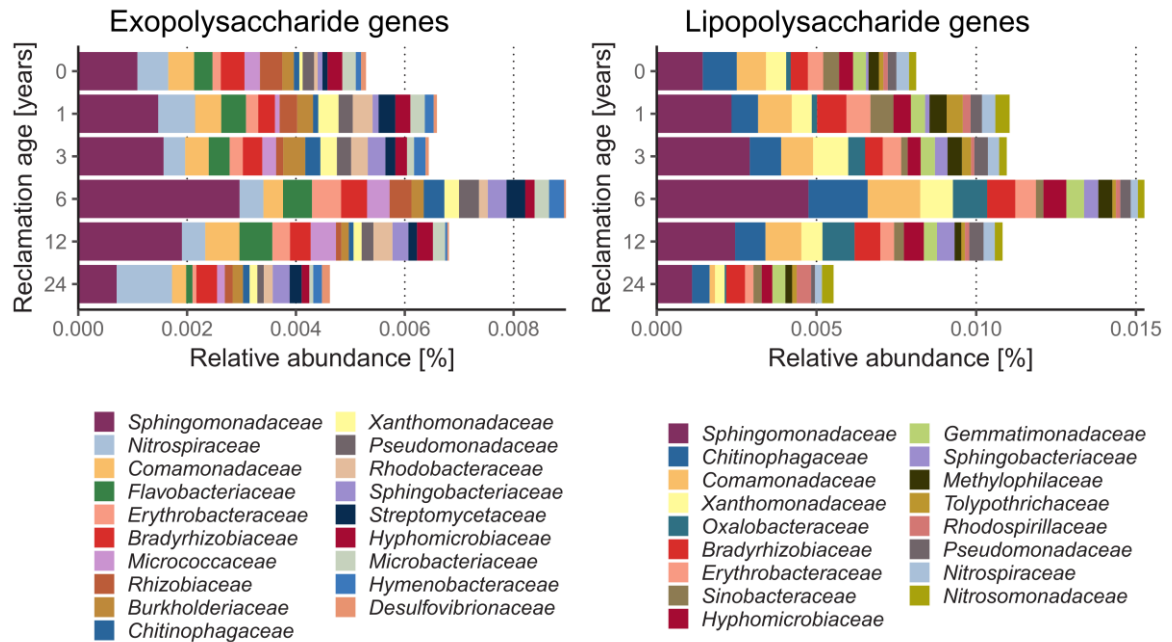 Exopolysaccharide genes
Reclamation age [years]
0
1
3
6
12
24
0.000 0.002 0.004 0.006 0.008
Relative abundance [%]
Sphingomonadaceae
Nitrospiraceae
Comamonadaceae
Flavobacteriaceae
Erythrobacteraceae
Bradyrhizobiaceae
Micrococcaceae
Rhizobiaceae
Burkholderiaceae
Chitinophagaceae
Xanthomonadaceae
Pseudomonadaceae
Rhodobacteraceae
Sphingobacteriaceae
Streptomycetaceae
Hyphomicrobiaceae
Microbacteriaceae
Hymenobacteraceae
Desulfovibrionaceae
Lipopolysaccharide genes
Reclamation age [years]
0
1
3
6
12
24
0.000 0.005 0.010 0.015
Relative abundance [%]
Sphingomonadaceae
Chitinophagaceae
Comamonadaceae
Xanthomonadaceae
Oxalobacteraceae
Bradyrhizobiaceae
Erythrobacteraceae
Sinobacteraceae
Hyphomicrobiaceae
Gemmatimonadaceae
Sphingobacteriaceae
Methylophilaceae
Tolypothrichaceae
Rhodospirillaceae
Pseudomonadaceae
Nitrospiraceae
Nitrosomonadaceae